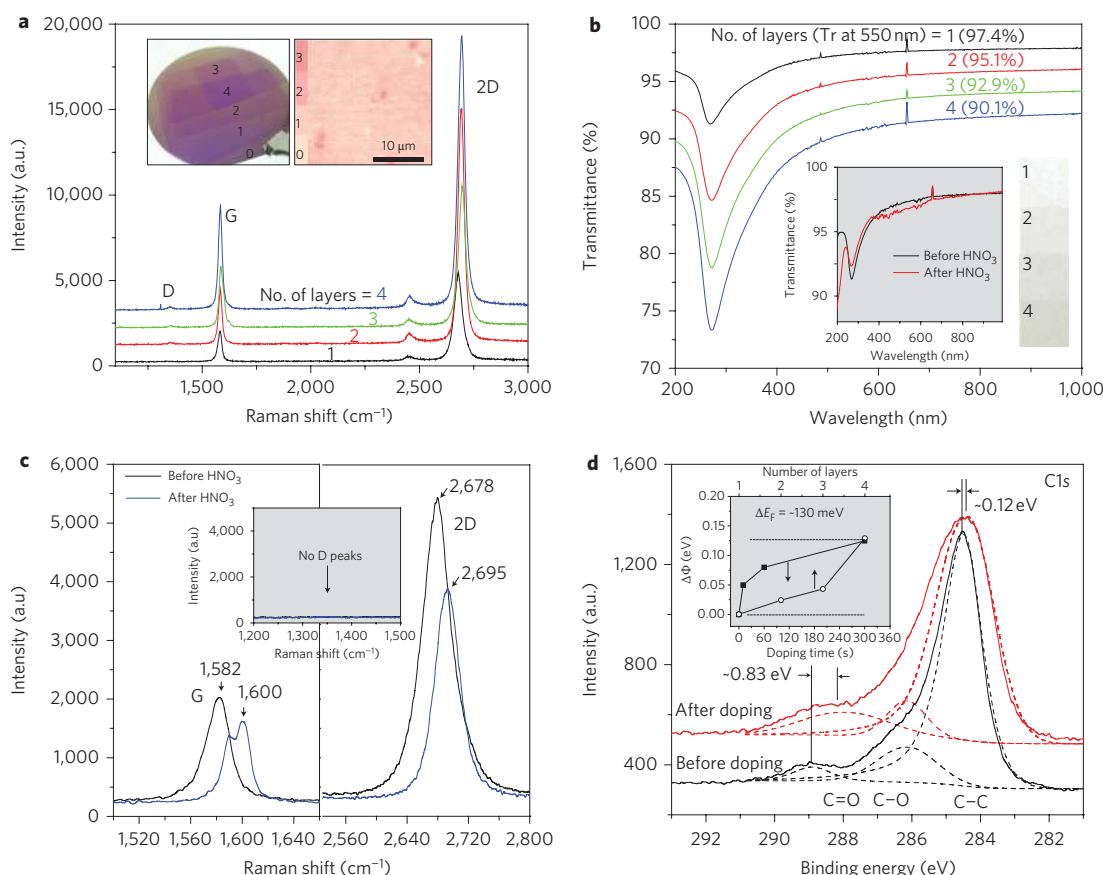 a
20,000
15,000
10,000
5,000
0
Intensity (a.u.)
3
4
2
1
0
3
2
1
0
10 µm
2D
G
D
No. of layers = 4
3
2
1
1,500
2,000
2,500
3,000
Raman shift (cm⁻¹)
b
100
95
90
85
80
75
70
Transmittance (%)
No. of layers (Tr at 550 nm) = 1 (97.4%)
2 (95.1%)
3 (92.9%)
4 (90.1%)
100
95
90
Transmittance (%)
Before HNO₃
After HNO₃
200 400 600 800
Wavelength (nm)
1
2
3
4
200
400
600
800
1,000
Wavelength (nm)
c
6,000
5,000
4,000
3,000
2,000
1,000
0
Intensity (a.u)
Before HNO₃
After HNO₃
4,000
2,000
0
Intensity (a.u)
No D peaks
1,200 1,300 1,400 1,500
Raman shift (cm⁻¹)
2,678
2D
2,695
1,582
G
1,600
1,520 1,560 1,600 1,640
2,560 2,640 2,720 2,800
Raman shift (cm⁻¹)
d
1,600
1,200
800
400
Intensity (a.u.)
Number of layers
1 2 3 4
0.20
0.15
0.10
0.05
0.00
ΔΦ (eV)
ΔE_F = ~130 meV
0 60 120 180 240 300 360
Doping time (s)
C1s
~0.12 eV
~0.83 eV
After doping
Before doping
C=O
C−O
C−C
292
290
288
286
284
282
Binding energy (eV)